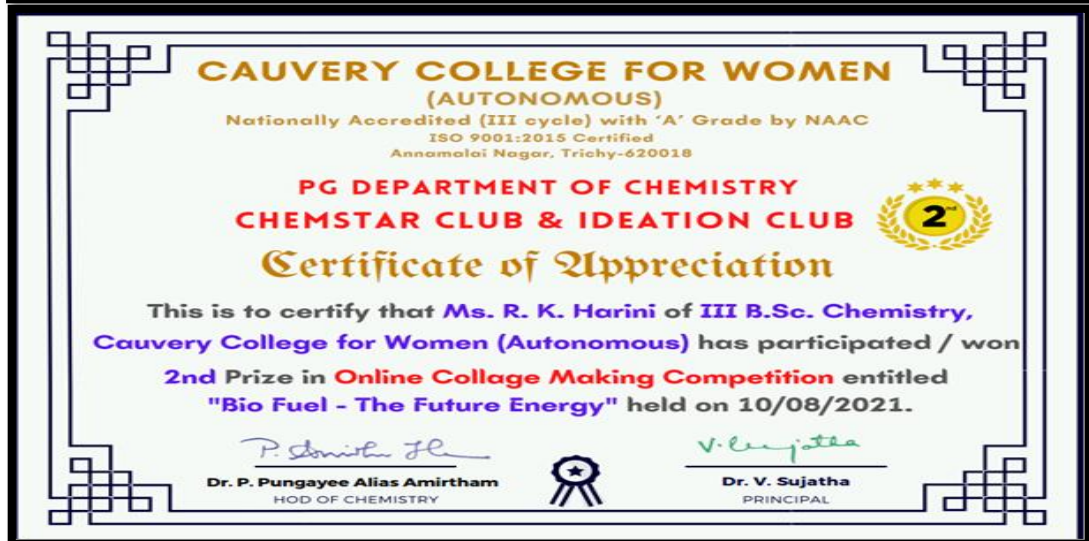 CAUVERY COLLEGE FOR WOMEN
(AUTONOMOUS)
Nationally Accredited (III cycle) with ‘A’ Grade by NAAC
ISO 9001:2015 Certified
Annamalai Nagar, Trichy-620018
PG DEPARTMENT OF CHEMISTRY
CHEMSTAR CLUB & IDEATION CLUB
2nd
Certificate of Appreciation
This is to certify that Ms. R. K. Harini of III B.Sc. Chemistry,
Cauvery College for Women (Autonomous) has participated / won
2nd Prize in Online Collage Making Competition entitled
"Bio Fuel - The Future Energy" held on 10/08/2021.
V. Sujatha
Dr. P. Pungayee Alias Amirtham
HOD OF CHEMISTRY
Dr. V. Sujatha
PRINCIPAL